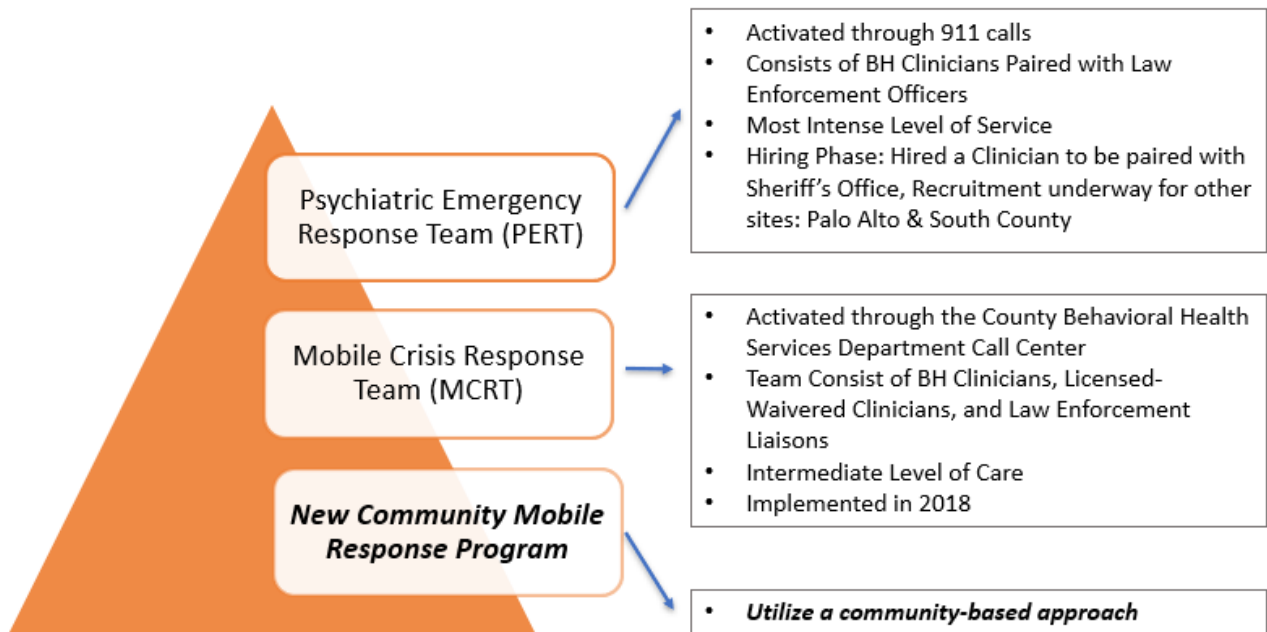 Psychiatric Emergency
Response Team (PERT)
• Activated through 911 calls
• Consists of BH Clinicians Paired with Law
Enforcement Officers
• Most Intense Level of Service
• Hiring Phase: Hired a Clinician to be paired with
Sheriff’s Office, Recruitment underway for other
sites: Palo Alto & South County
Mobile Crisis Response
Team (MCRT)
• Activated through the County Behavioral Health
Services Department Call Center
• Team Consist of BH Clinicians, Licensed-
Waivered Clinicians, and Law Enforcement
Liaisons
• Intermediate Level of Care
• Implemented in 2018
New Community Mobile
Response Program
• Utilize a community-based approach